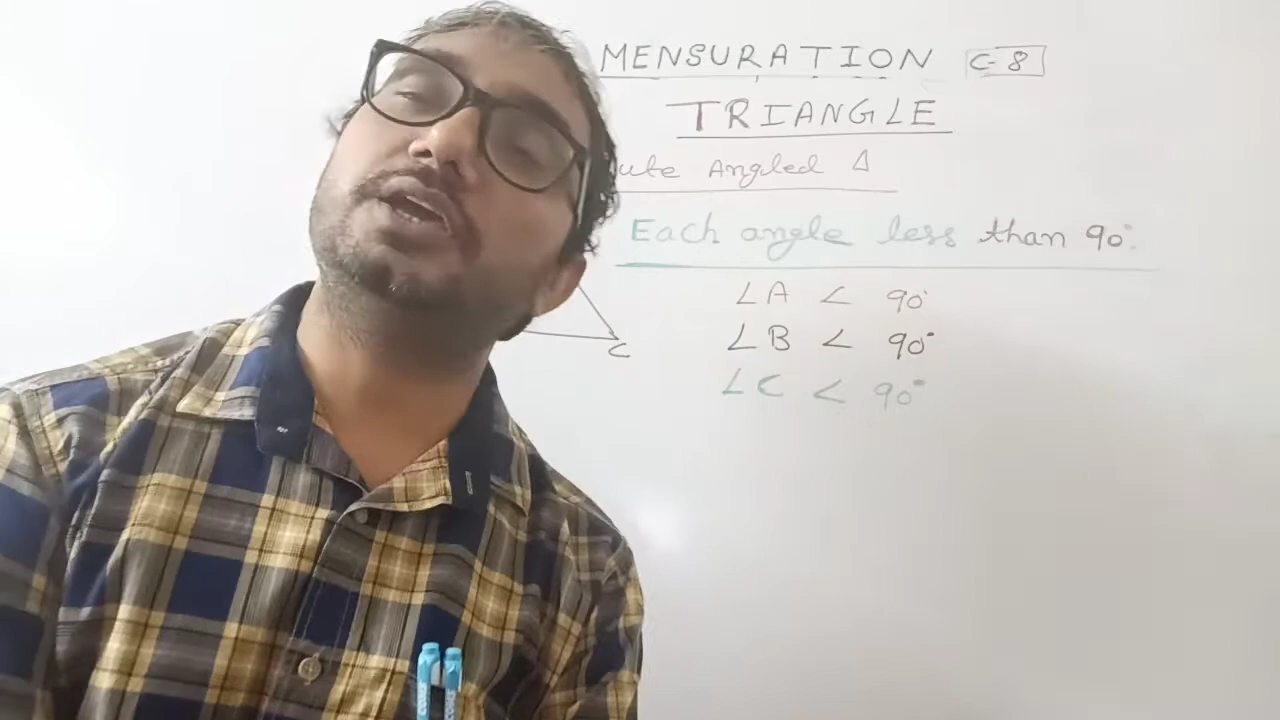 MENSURATION C-8
TRIANGLE
ute Angled Δ
Each angle less than 90°.
∠A < 90°
∠B < 90°
∠C < 90°
C